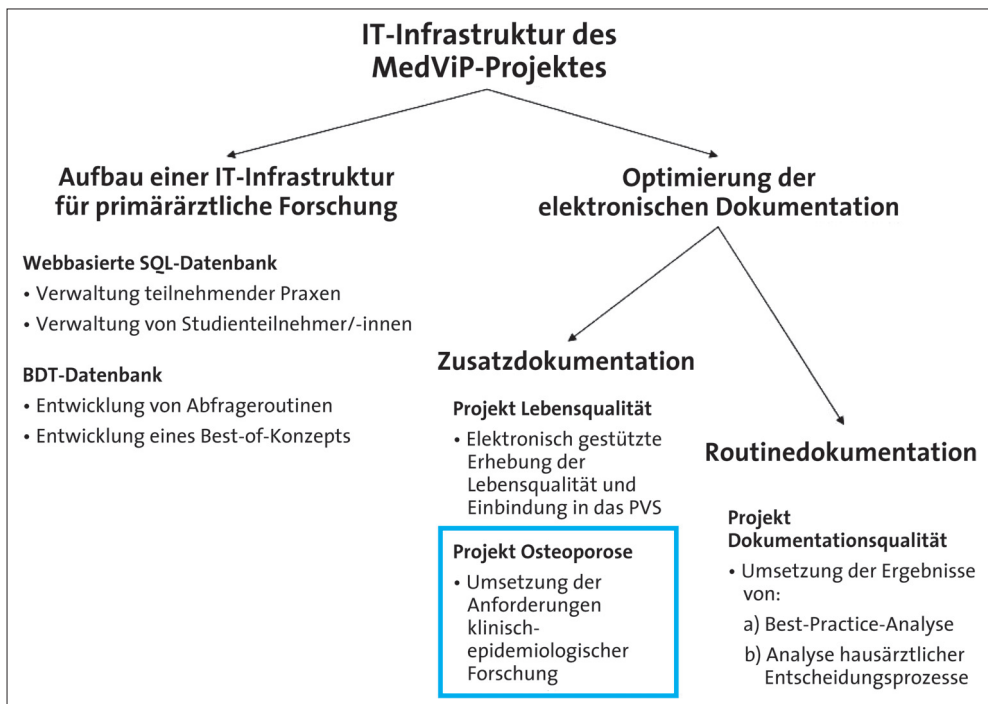 IT-Infrastruktur des
MedViP-Projektes
Aufbau einer IT-Infrastruktur
für primärärztliche Forschung
Webbasierte SQL-Datenbank
• Verwaltung teilnehmender Praxen
• Verwaltung von Studienteilnehmer/-innen
BDT-Datenbank
• Entwicklung von Abfrageroutinen
• Entwicklung eines Best-of-Konzepts
Optimierung der
elektronischen Dokumentation
Zusatzdokumentation
Projekt Lebensqualität
• Elektronisch gestützte
Erhebung der
Lebensqualität und
Einbindung in das PVS
Projekt Osteoporose
• Umsetzung der
Anforderungen
klinisch-
epidemiologischer
Forschung
Routinedokumentation
Projekt
Dokumentationsqualität
• Umsetzung der Ergebnisse
von:
a) Best-Practice-Analyse
b) Analyse hausärztlicher
Entscheidungsprozesse